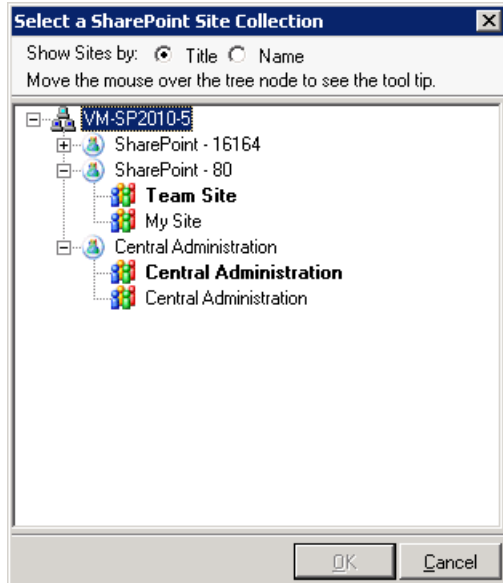 Select a SharePoint Site Collection
Show Sites by: Title Name
Move the mouse over the tree node to see the tool tip.
VM-SP2010-5
SharePoint - 16164
SharePoint - 80
Team Site
My Site
Central Administration
Central Administration
Central Administration
OK Cancel